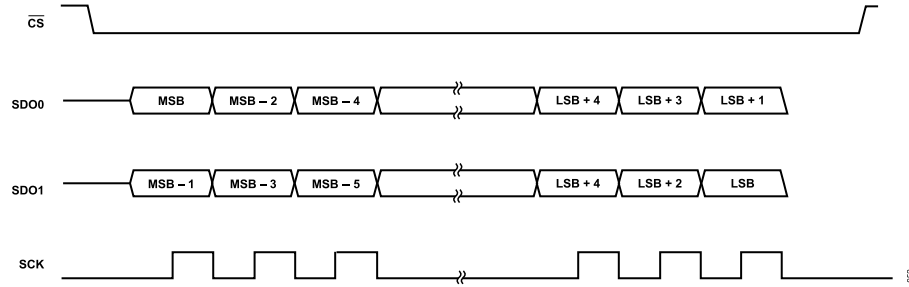 CS
SDO0 MSB MSB – 2 MSB – 4 LSB + 4 LSB + 3 LSB + 1
SDO1 MSB – 1 MSB – 3 MSB – 5 LSB + 4 LSB + 2 LSB
SCK